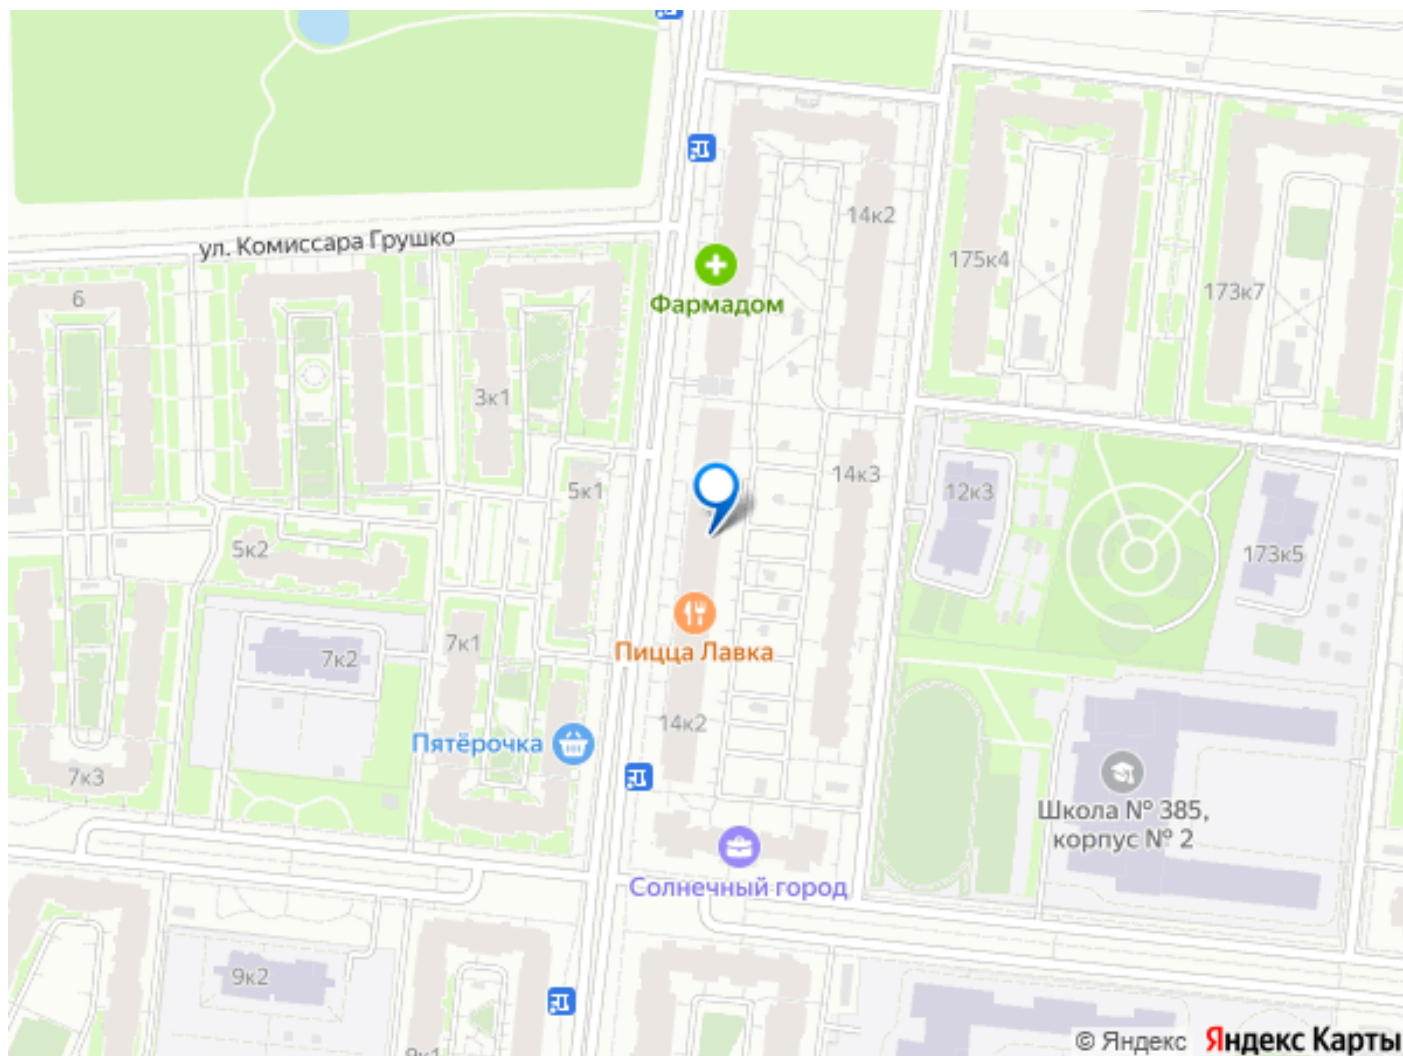 14к2
ул. Комиссара Грушко
175к4
6
173к7
Фармадом
3к1
14к3
5к1
12к3
5к2
173к5
7к1
7к2
Пицца Лавка
14к2
Пятёрочка
7к3
Школа № 385,
корпус № 2
Солнечный город
9к2
9к1
© Яндекс Яндекс Карты